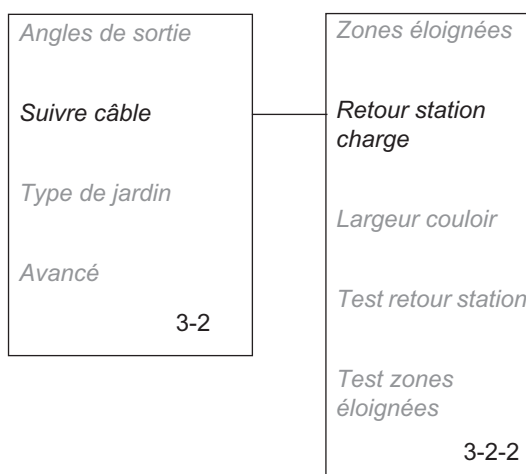 Angles de sortie
Suivre câble
Type de jardin
Avancé
3-2
Zones éloignées
Retour station
charge
Largeur couloir
Test retour station
Test zones
éloignées
3-2-2